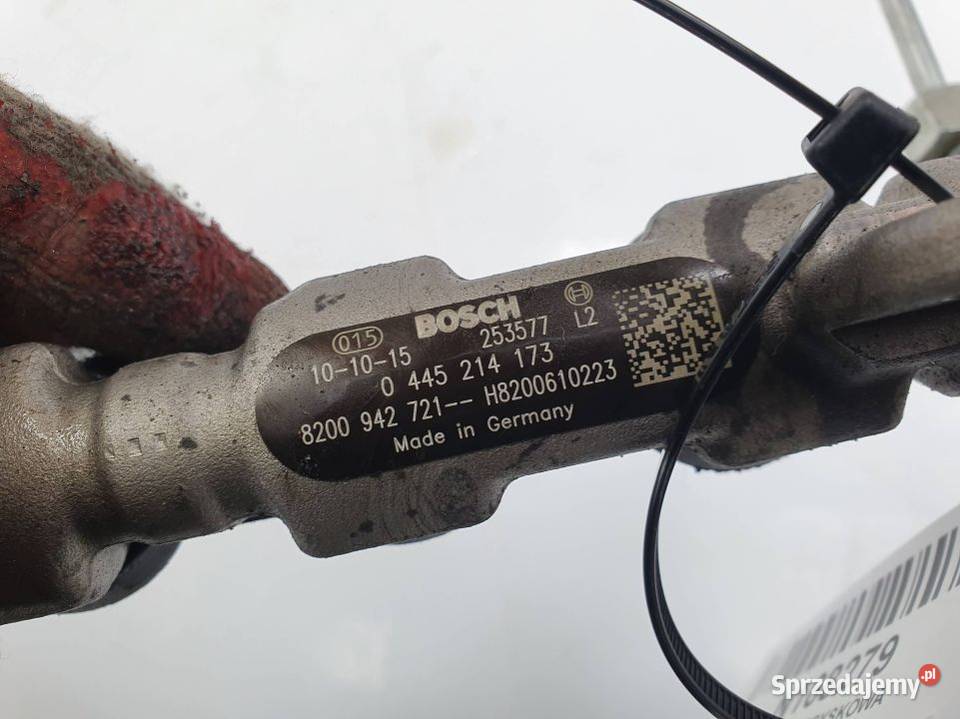 BOSCH
015
10-10-15 253577 L2
0 445 214 173
8200 942 721-- H8200610223
Made in Germany
Sprzedajemy.pl